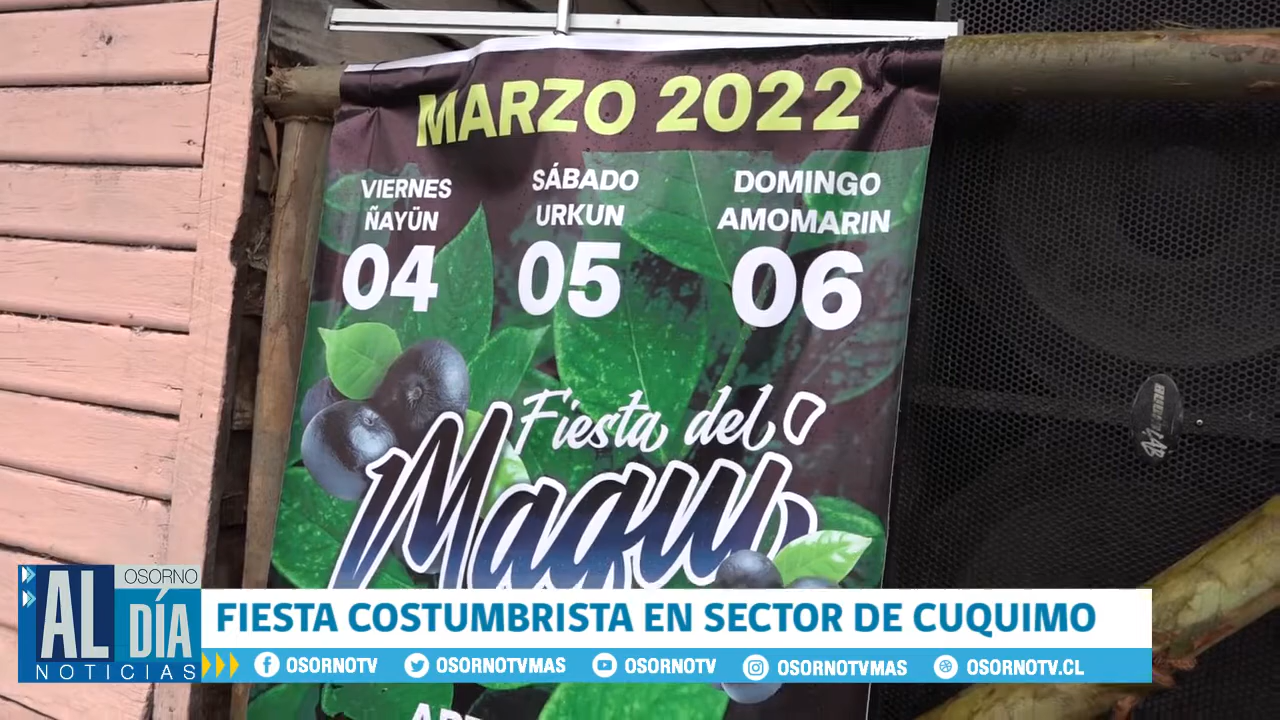 MARZO 2022
VIERNES
ÑAYÜN
04
SÁBADO
URKUN
05
DOMINGO
AMOMARIN
06
Fiesta del
Maqui
OSORNO
AL DÍA
NOTICIAS
FIESTA COSTUMBRISTA EN SECTOR DE CUQUIMO
OSORNOTV OSORNOTVMAS OSORNOTV OSORNOTVMAS OSORNOTV.CL